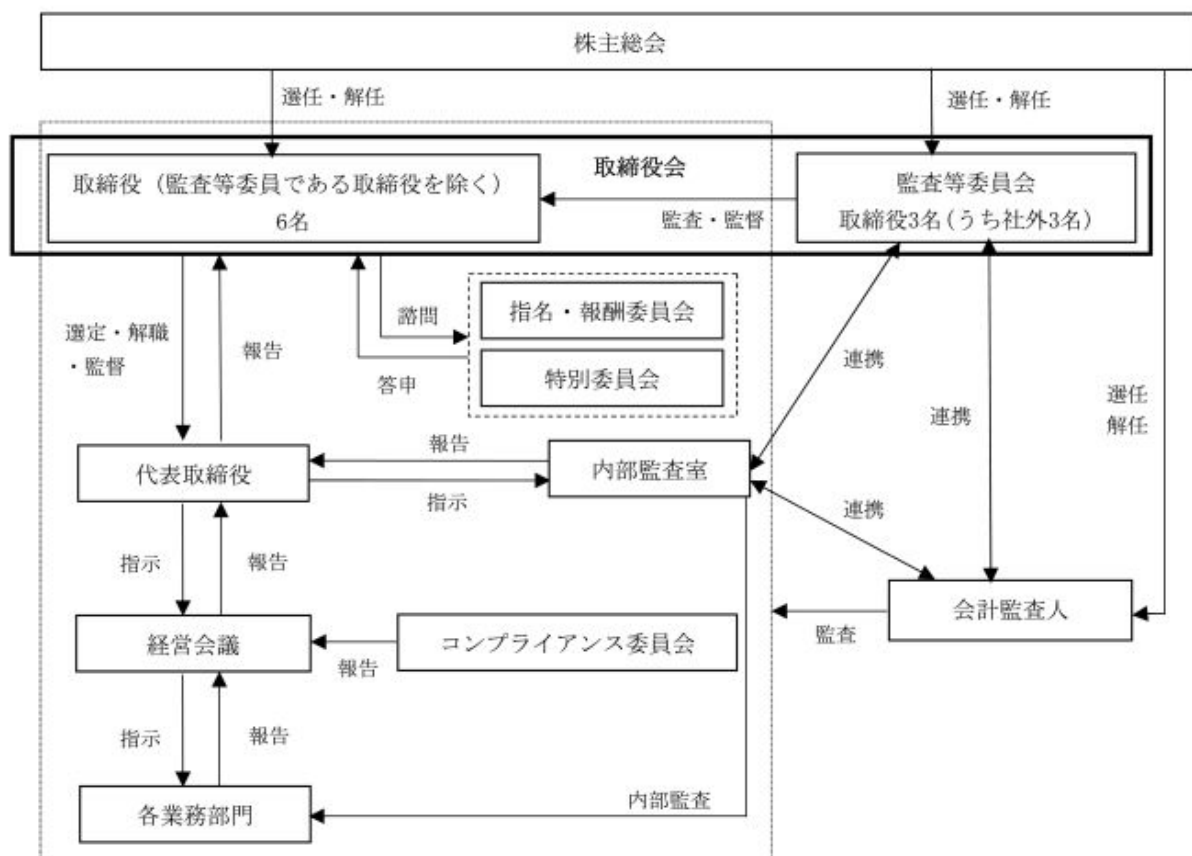 株主総会
選任・解任
選任・解任
取締役会
取締役（監査等委員である取締役を除く）
6名
監査・監督
監査等委員会
取締役3名(うち社外3名)
選定・解職
・監督
報告
諮問
答申
指名・報酬委員会
特別委員会
連携
連携
選任
解任
代表取締役
報告
指示
内部監査室
連携
指示
報告
経営会議
報告
コンプライアンス委員会
監査
会計監査人
指示
報告
各業務部門
内部監査